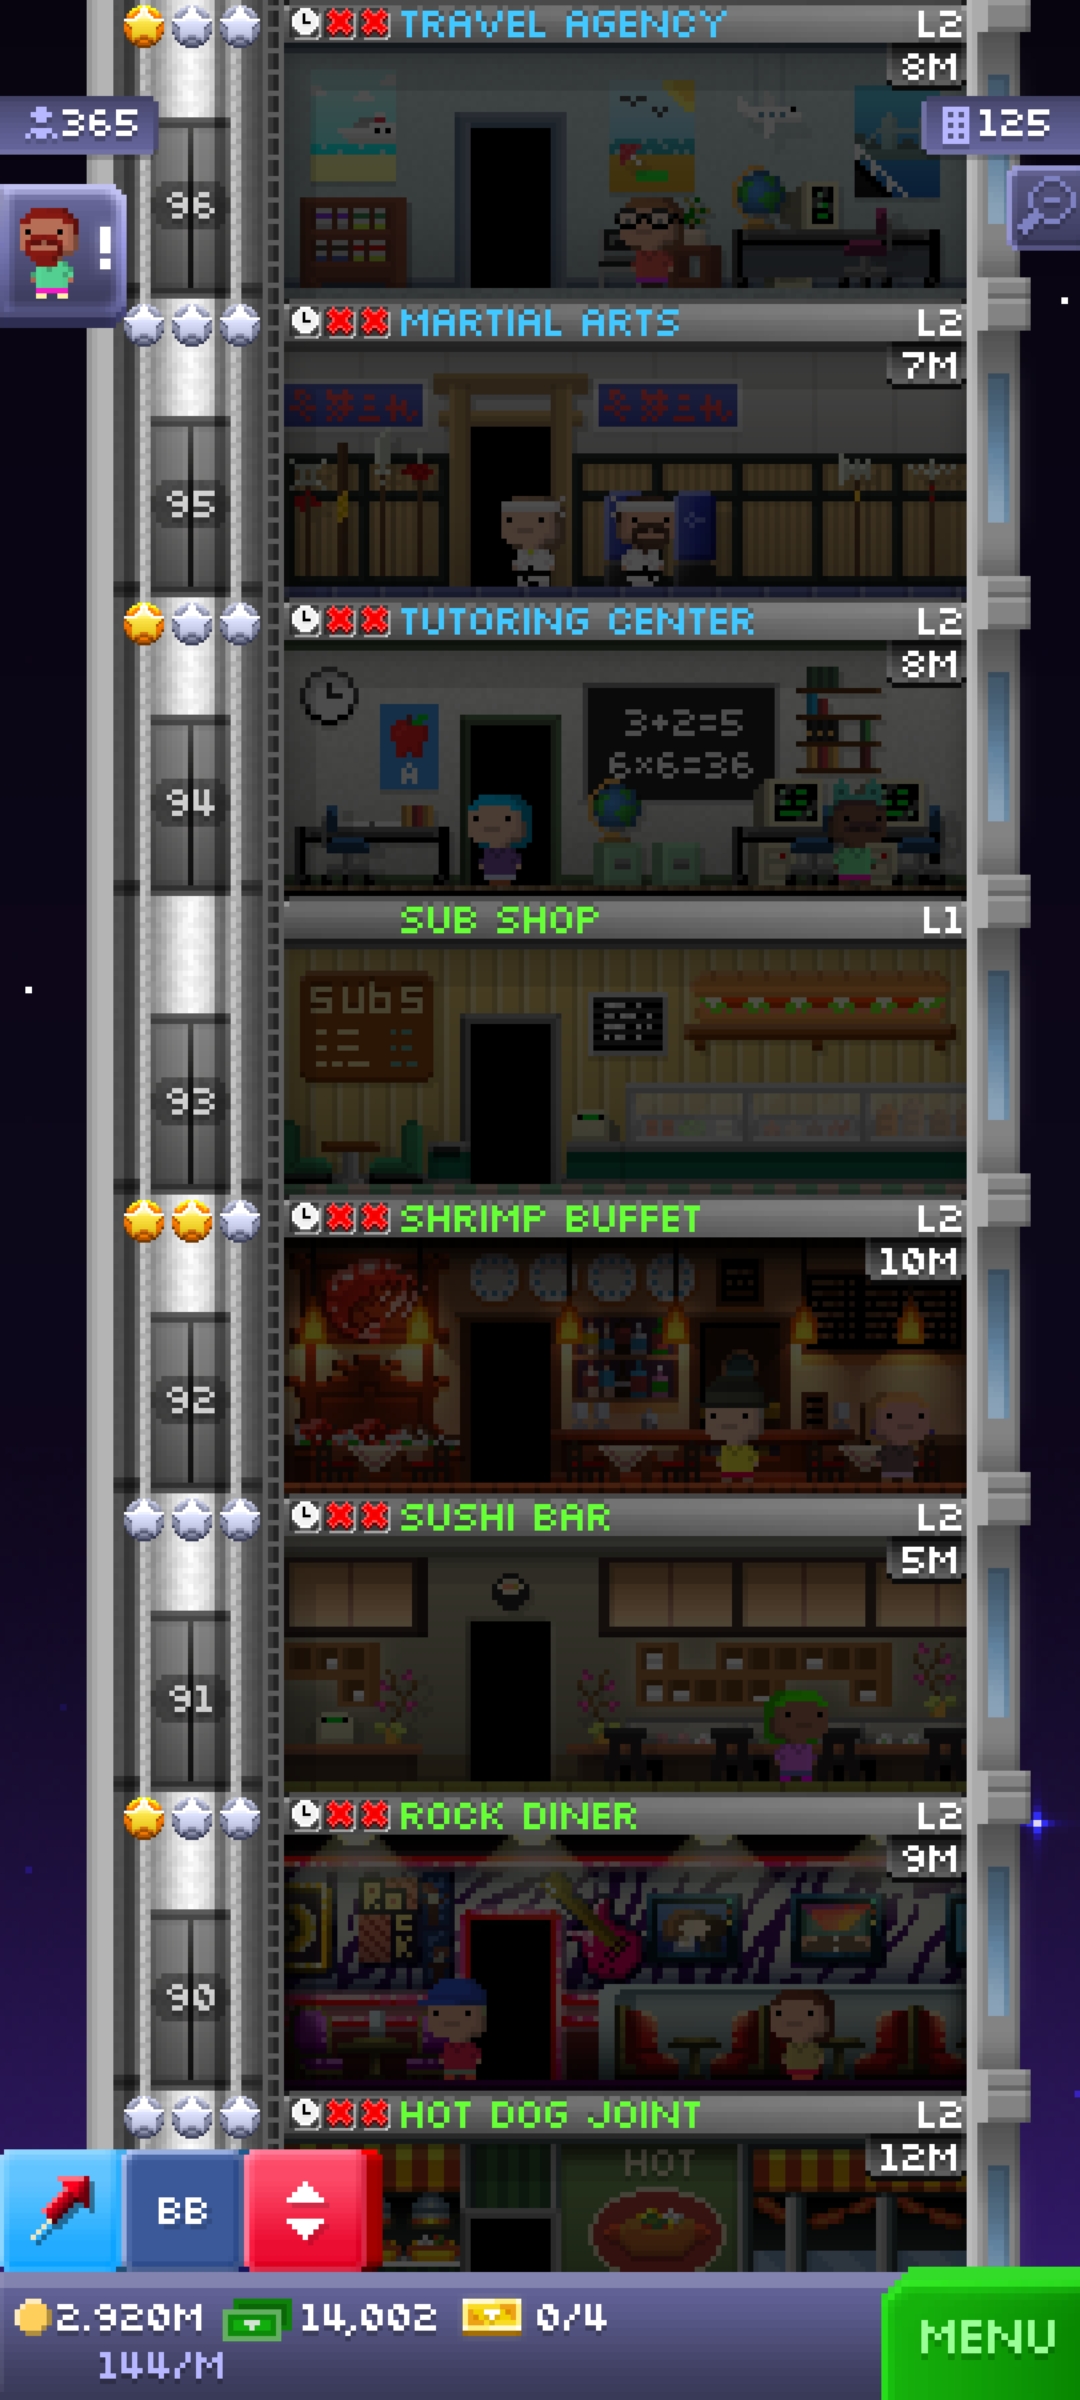 TRAVEL AGENCY L2
8M
365
125
96
!
MARTIAL ARTS L2
7M
95
TUTORING CENTER L2
8M
3+2=5
6×6=36
A
94
SUB SHOP L1
SUBS
93
SHRIMP BUFFET L2
10M
92
SUSHI BAR L2
5M
91
ROCK DINER L2
9M
ROCK
90
HOT DOG JOINT L2
12M
HOT
BB
2.920M 14,002 0/4
144/M
MENU